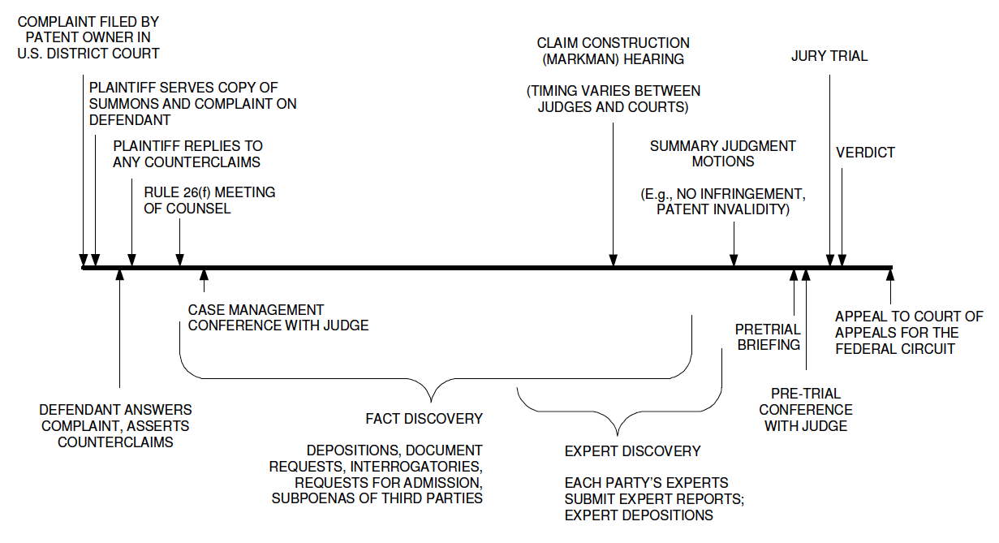 COMPLAINT FILED BY
PATENT OWNER IN
U.S. DISTRICT COURT
PLAINTIFF SERVES COPY OF
SUMMONS AND COMPLAINT ON
DEFENDANT
PLAINTIFF REPLIES TO
ANY COUNTERCLAIMS
RULE 26(f) MEETING
OF COUNSEL
CLAIM CONSTRUCTION
(MARKMAN) HEARING
(TIMING VARIES BETWEEN
JUDGES AND COURTS)
SUMMARY JUDGMENT
MOTIONS
(E.g., NO INFRINGEMENT,
PATENT INVALIDITY)
JURY TRIAL
VERDICT
DEFENDANT ANSWERS
COMPLAINT, ASSERTS
COUNTERCLAIMS
CASE MANAGEMENT
CONFERENCE WITH JUDGE
FACT DISCOVERY
DEPOSITIONS, DOCUMENT
REQUESTS, INTERROGATORIES,
REQUESTS FOR ADMISSION,
SUBPOENAS OF THIRD PARTIES
EXPERT DISCOVERY
EACH PARTY'S EXPERTS
SUBMIT EXPERT REPORTS;
EXPERT DEPOSITIONS
PRETRIAL
BRIEFING
PRE-TRIAL
CONFERENCE
WITH JUDGE
APPEAL TO COURT OF
APPEALS FOR THE
FEDERAL CIRCUIT